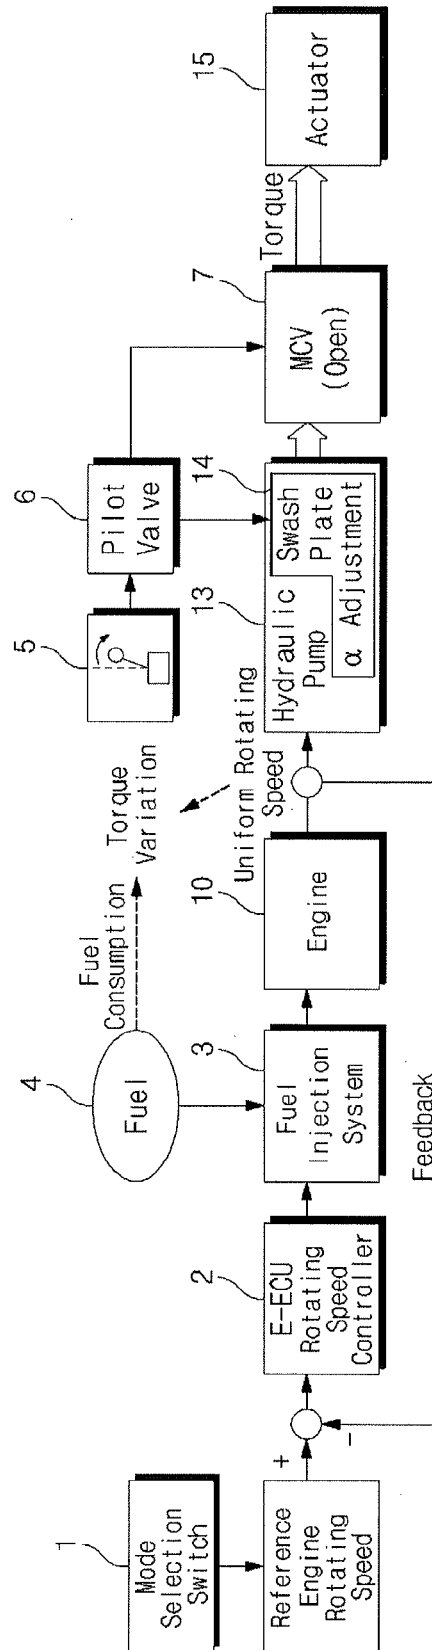 1
Mode
Selection
Switch
Reference
Engine
Rotating
Speed
+
-
2
E-ECU
Rotating
Speed
Controller
4
Fuel
Fuel
Consumption
Torque
Variation
3
Fuel
Injection
System
Feedback
10
Engine
Uniform Rotating
Speed
5
6
Pilot
Valve
13
Hydraulic
Pump
14
Swash
Plate
α Adjustment
7
MCV
(Open)
Torque
15
Actuator